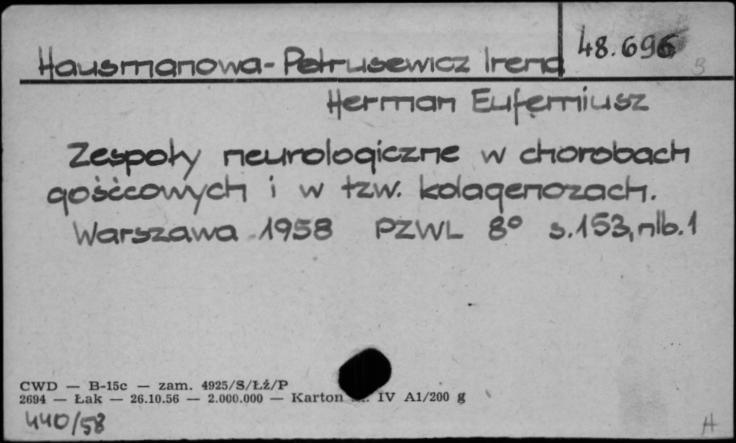 48.696
Hausmanowa-Petrusewicz Irena
Herman Eufemiusz
Zespoły neurologiczne w chorobach
gośćcowych i w tzw. kolagenozach.
Warszawa 1958 PZWL 8° s.153, nlb.1
CWD — B-15c — zam. 4925/S/Łź/P
2694 — Łak — 26.10.56 — 2.000.000 — Karton IV A1/200 g
440/58
H